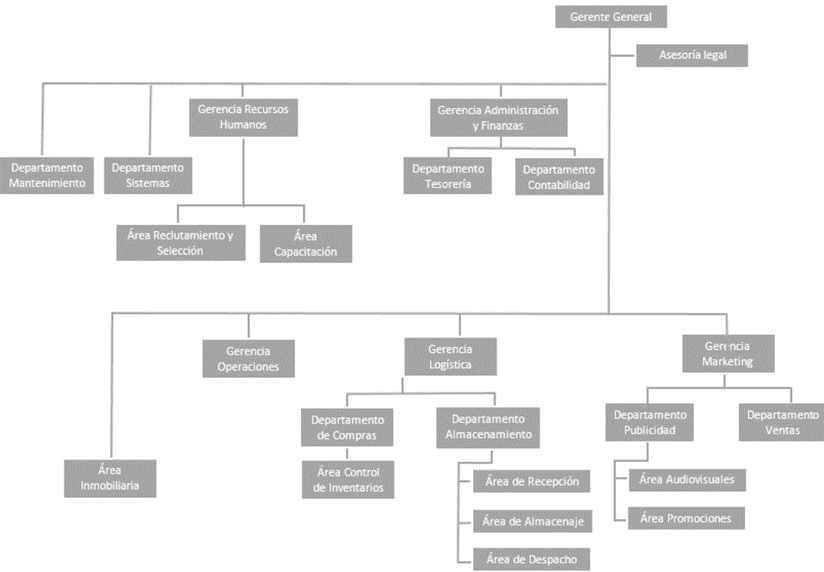 Gerente General
Asesoría legal
Gerencia Recursos
Humanos
Gerencia Administración
y Finanzas
Departamento
Mantenimiento
Departamento
Sistemas
Departamento
Tesorería
Departamento
Contabilidad
Área Reclutamiento y
Selección
Área
Capacitación
Gerencia
Operaciones
Gerencia
Logística
Gerencia
Marketing
Departamento
de Compras
Departamento
Almacenamiento
Departamento
Publicidad
Departamento
Ventas
Área
Inmobiliaria
Área Control
de Inventarios
Área de Recepción
Área Audiovisuales
Área de Almacenaje
Área Promociones
Área de Despacho